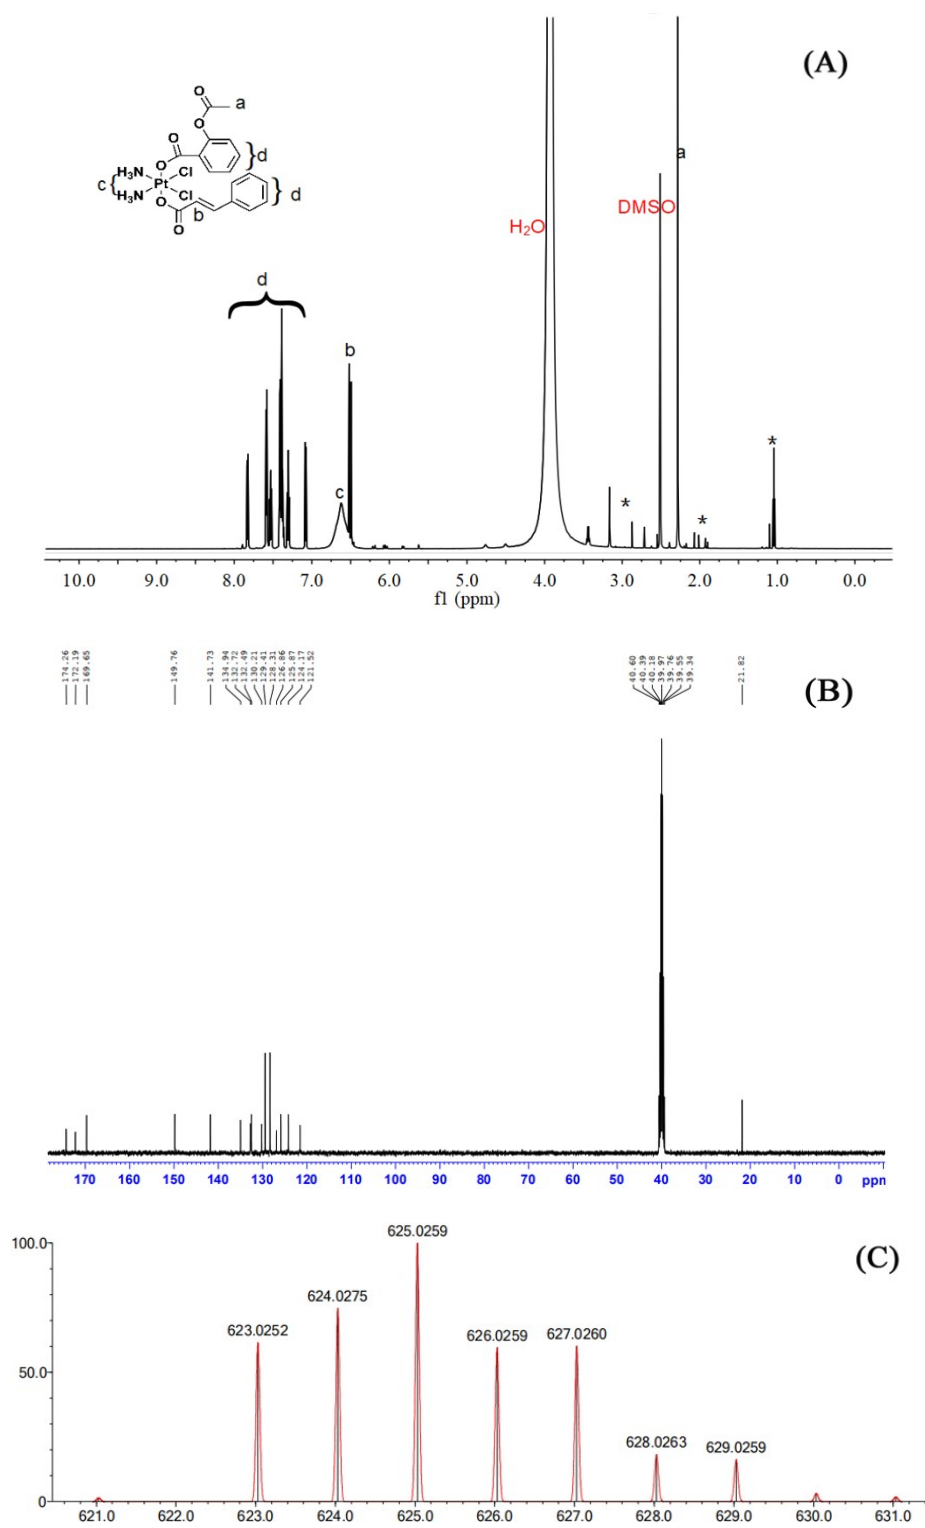 (A)
O
O
a
O
O
H₃N
Cl
c
Pt
H₃N
Cl
O
O
b
d
d
H₂O
DMSO
a
d
b
c
*
*
*
10.0 9.0 8.0 7.0 6.0 5.0 4.0 3.0 2.0 1.0 0.0
f1 (ppm)
(B)
174.26
172.19
169.65
149.76
141.73
134.94
132.72
132.49
130.21
129.41
128.31
126.86
125.87
124.17
121.52
40.60
40.39
40.18
39.97
39.76
39.55
39.34
21.82
170 160 150 140 130 120 110 100 90 80 70 60 50 40 30 20 10 0 ppm
(C)
100.0
50.0
0
623.0252
624.0275
625.0259
626.0259
627.0260
628.0263
629.0259
621.0 622.0 623.0 624.0 625.0 626.0 627.0 628.0 629.0 630.0 631.0